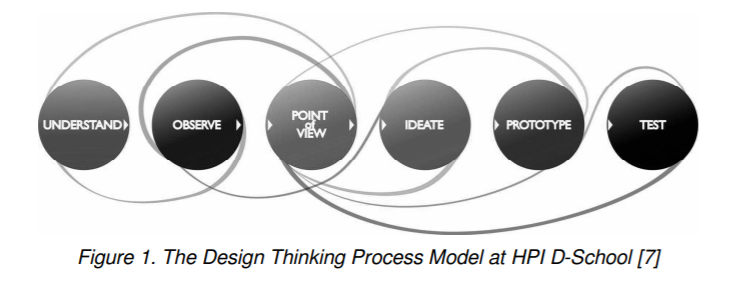 UNDERSTAND
OBSERVE
POINT
of
VIEW
IDEATE
PROTOTYPE
TEST
Figure 1. The Design Thinking Process Model at HPI D-School [7]